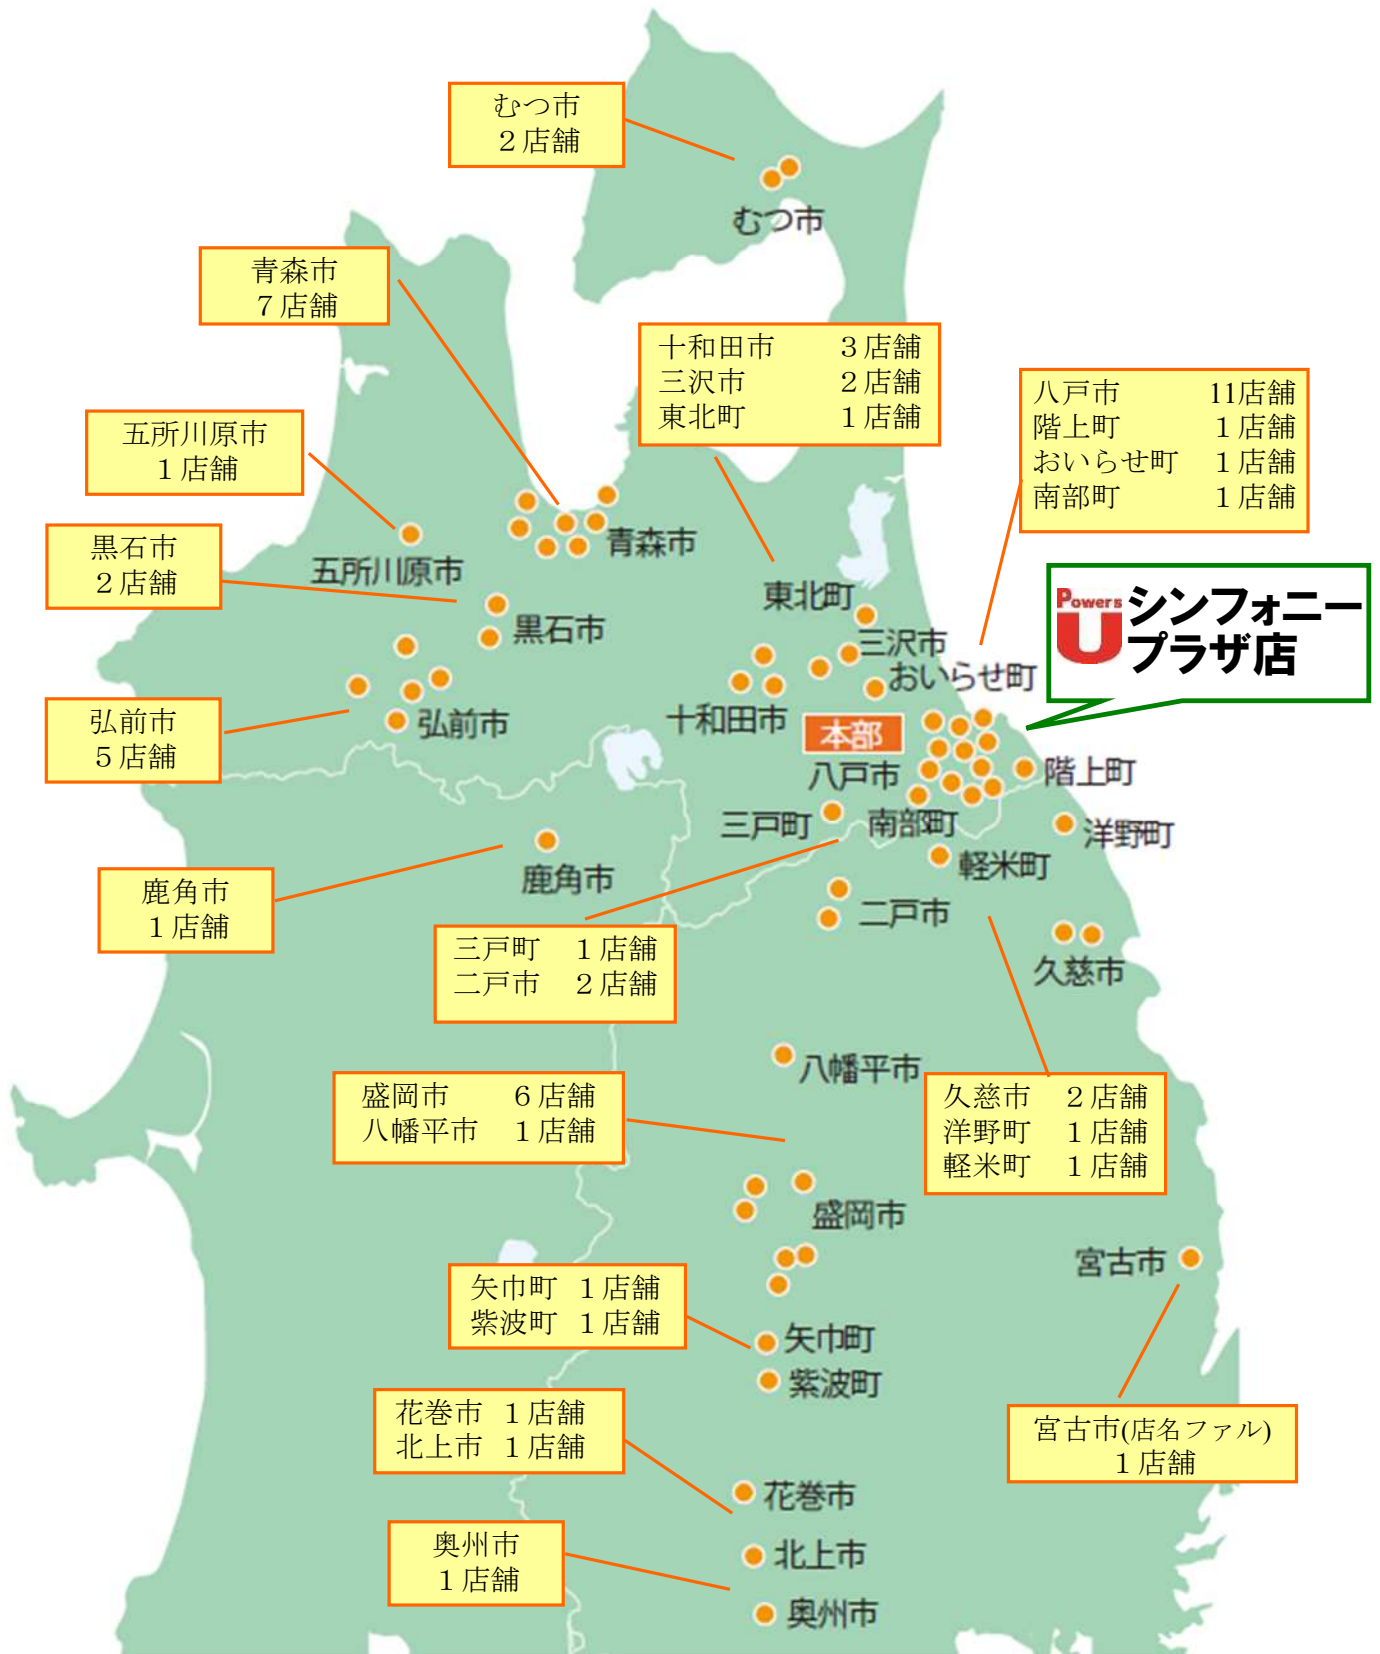 むつ市
２店舗
むつ市
青森市
７店舗
十和田市　３店舗
三沢市　２店舗
東北町　１店舗
八戸市　11店舗
階上町　１店舗
おいらせ町　１店舗
南部町　１店舗
五所川原市
１店舗
黒石市
２店舗
青森市
五所川原市
黒石市
東北町
三沢市
おいらせ町
Powers
U
シンフォニー
プラザ店
弘前市
５店舗
弘前市
十和田市
本部
八戸市
階上町
三戸町
南部町
洋野町
軽米町
鹿角市
鹿角市
１店舗
二戸市
三戸町　１店舗
二戸市　２店舗
久慈市
八幡平市
盛岡市　６店舗
八幡平市　１店舗
久慈市　２店舗
洋野町　１店舗
軽米町　１店舗
盛岡市
宮古市
矢巾町　１店舗
紫波町　１店舗
矢巾町
紫波町
花巻市　１店舗
北上市　１店舗
宮古市(店名ファル)
１店舗
花巻市
北上市
奥州市
１店舗
奥州市